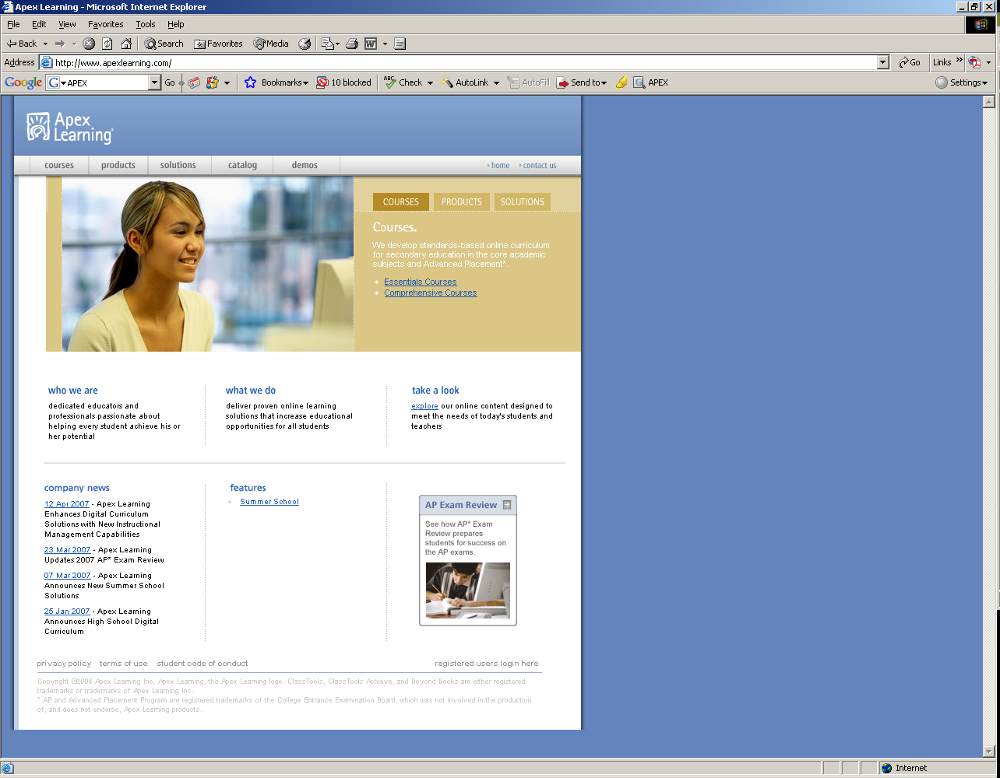 Apex Learning - Microsoft Internet Explorer
File Edit View Favorites Tools Help
Back Search Favorites Media
Address http://www.apexlearning.com/ Go Links »
Google G APEX Go Bookmarks 10 blocked ABC Check AutoLink AutoFill Send to APEX Settings
Apex
Learning®
courses products solutions catalog demos home contact us
COURSES PRODUCTS SOLUTIONS
Courses.
We develop standards-based online curriculum
for secondary education in the core academic
subjects and Advanced Placement*.
Essentials Courses
Comprehensive Courses
who we are
dedicated educators and
professionals passionate about
helping every student achieve his or
her potential
what we do
deliver proven online learning
solutions that increase educational
opportunities for all students
take a look
explore our online content designed to
meet the needs of today's students and
teachers
company news
12 Apr 2007 - Apex Learning
Enhances Digital Curriculum
Solutions with New Instructional
Management Capabilities
23 Mar 2007 - Apex Learning
Updates 2007 AP* Exam Review
07 Mar 2007 - Apex Learning
Announces New Summer School
Solutions
25 Jan 2007 - Apex Learning
Announces High School Digital
Curriculum
features
Summer School
AP Exam Review
See how AP* Exam
Review prepares
students for success on
the AP exams.
privacy policy terms of use student code of conduct registered users login here
Copyright ©2006 Apex Learning Inc. Apex Learning, the Apex Learning logo, ClassTools, ClassTools Achieve, and Beyond Books are either registered
trademarks or trademarks of Apex Learning Inc.
* AP and Advanced Placement Program are registered trademarks of the College Entrance Examination Board, which was not involved in the production
of, and does not endorse, Apex Learning products.
Internet